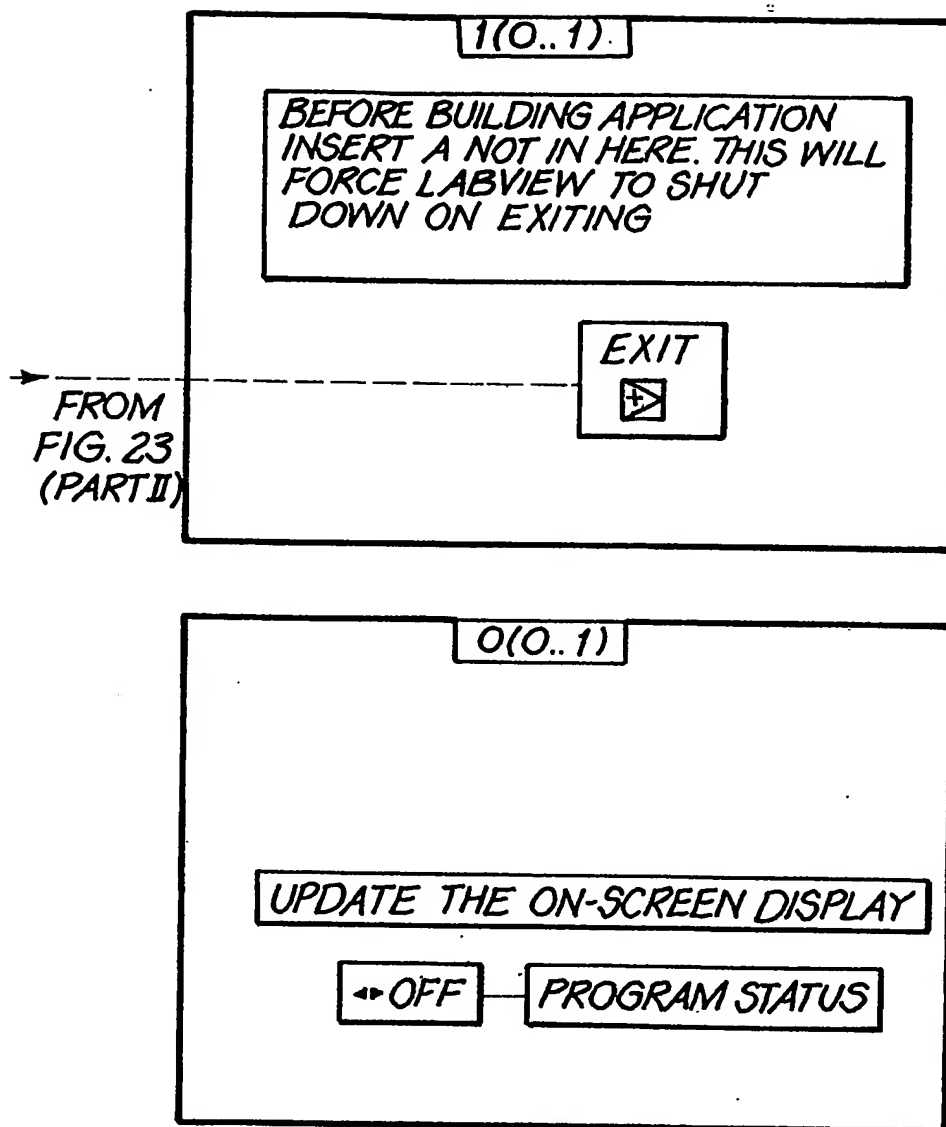 1(0..1)
BEFORE BUILDING APPLICATION
INSERT A NOT IN HERE. THIS WILL
FORCE LABVIEW TO SHUT
DOWN ON EXITING
EXIT
+
FROM
FIG. 23
(PART II)
0(0..1)
UPDATE THE ON-SCREEN DISPLAY
◂▸OFF
PROGRAM STATUS